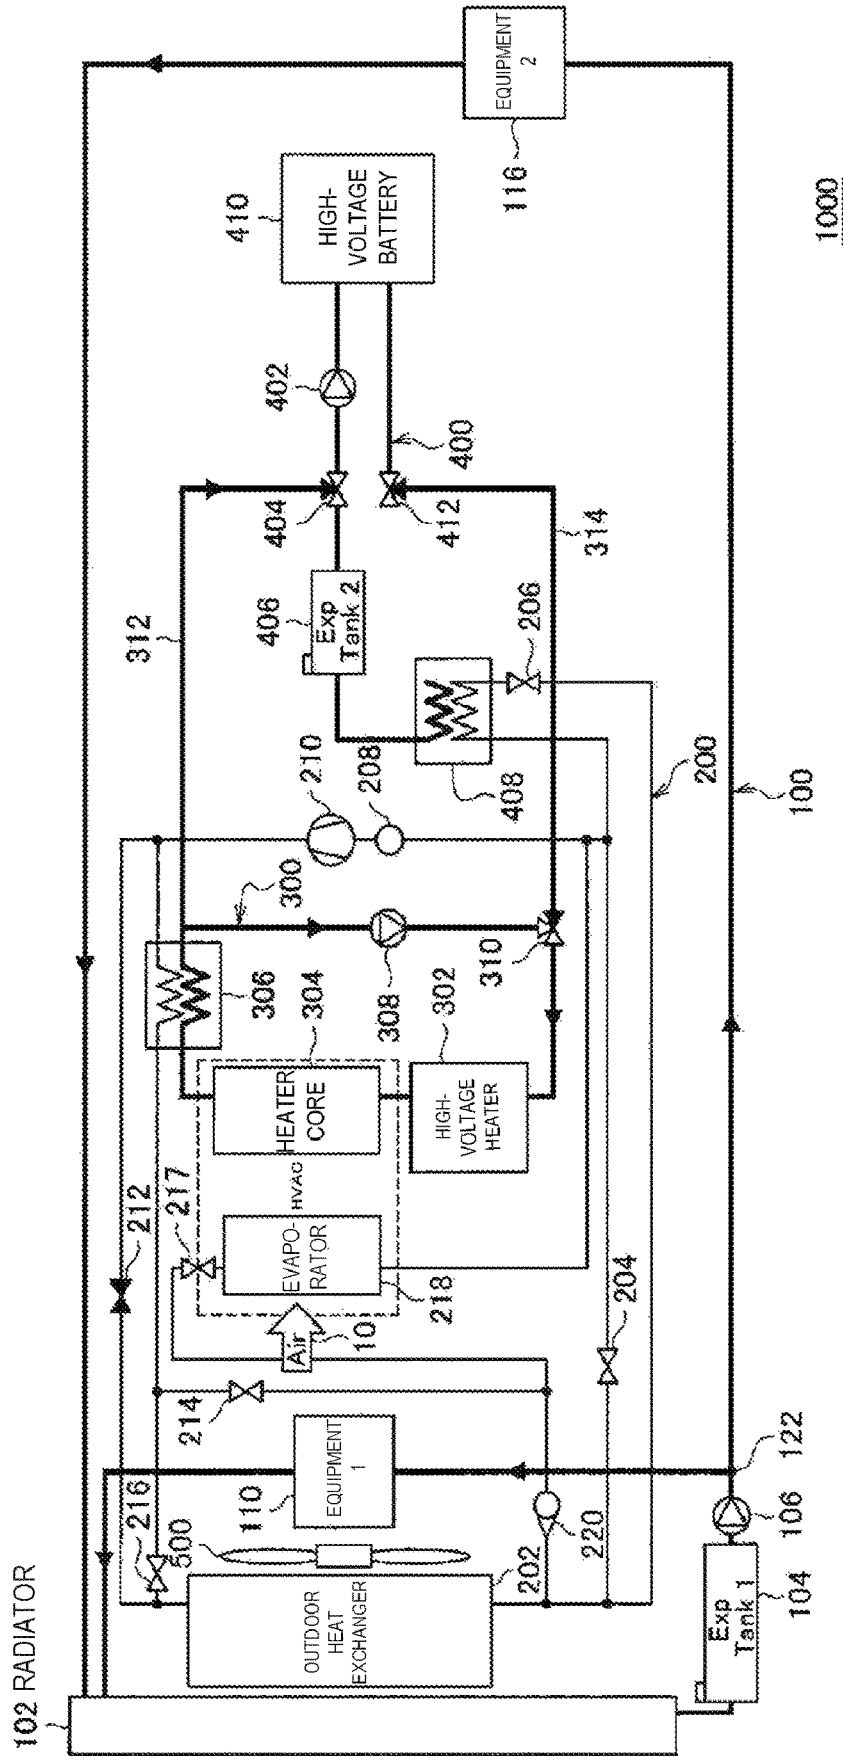 102 RADIATOR
OUTDOOR
HEAT
EXCHANGER
202
500
216
EQUIPMENT
1
110
220
Exp
Tank 1
104
106
122
214
Air
10
212
217
EVAPO-
RATOR
218
HVAC
HEATER
CORE
304
306
HIGH-
VOLTAGE
HEATER
302
204
300
308
310
210
208
312
408
206
200
100
Exp
Tank 2
406
404
412
314
402
400
HIGH-
VOLTAGE
BATTERY
410
EQUIPMENT
2
116
1000